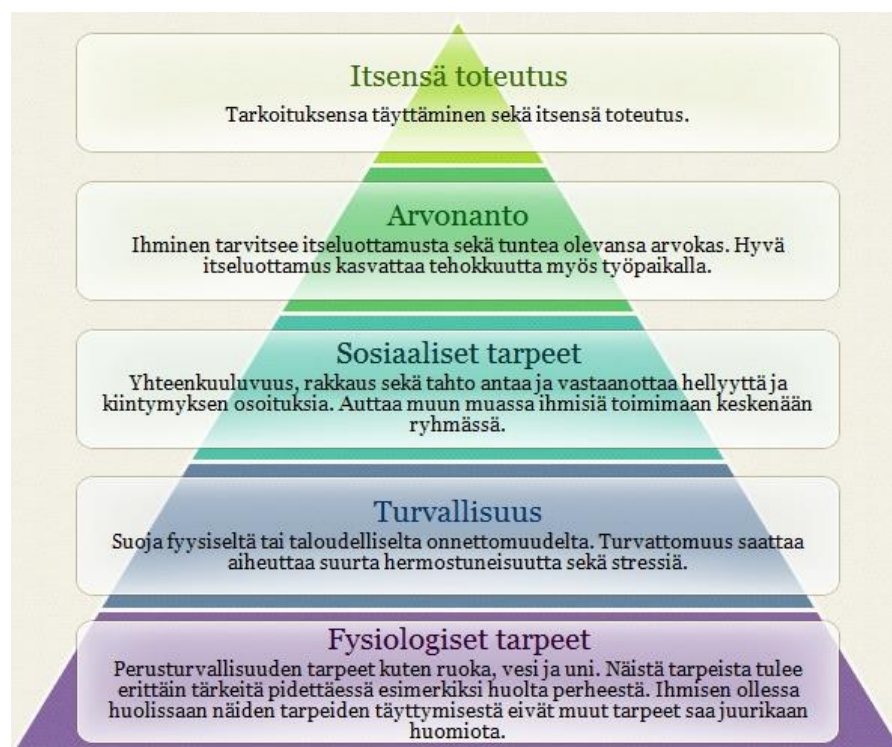 Itsensä toteutus
Tarkoituksensa täyttäminen sekä itsensä toteutus.
Arvonanto
Ihminen tarvitsee itseluottamusta sekä tuntea olevansa arvokas. Hyvä
itseluottamus kasvattaa tehokkuutta myös työpaikalla.
Sosiaaliset tarpeet
Yhteenkuuluvuus, rakkaus sekä tahto antaa ja vastaanottaa hellyyttä ja
kiintymyksen osoituksia. Auttaa muun muassa ihmisiä toimimaan keskenään
ryhmässä.
Turvallisuus
Suoja fyysiseltä tai taloudelliselta onnettomuudelta. Turvattomuus saattaa
aiheuttaa suurta hermostuneisuutta sekä stressiä.
Fysiologiset tarpeet
Perusturvallisuuden tarpeet kuten ruoka, vesi ja uni. Näistä tarpeista tulee
erittäin tärkeitä pidettäessä esimerkiksi huolta perheestä. Ihmisen ollessa
huolissaan näiden tarpeiden täyttymisestä eivät muut tarpeet saa juurikaan
huomiota.